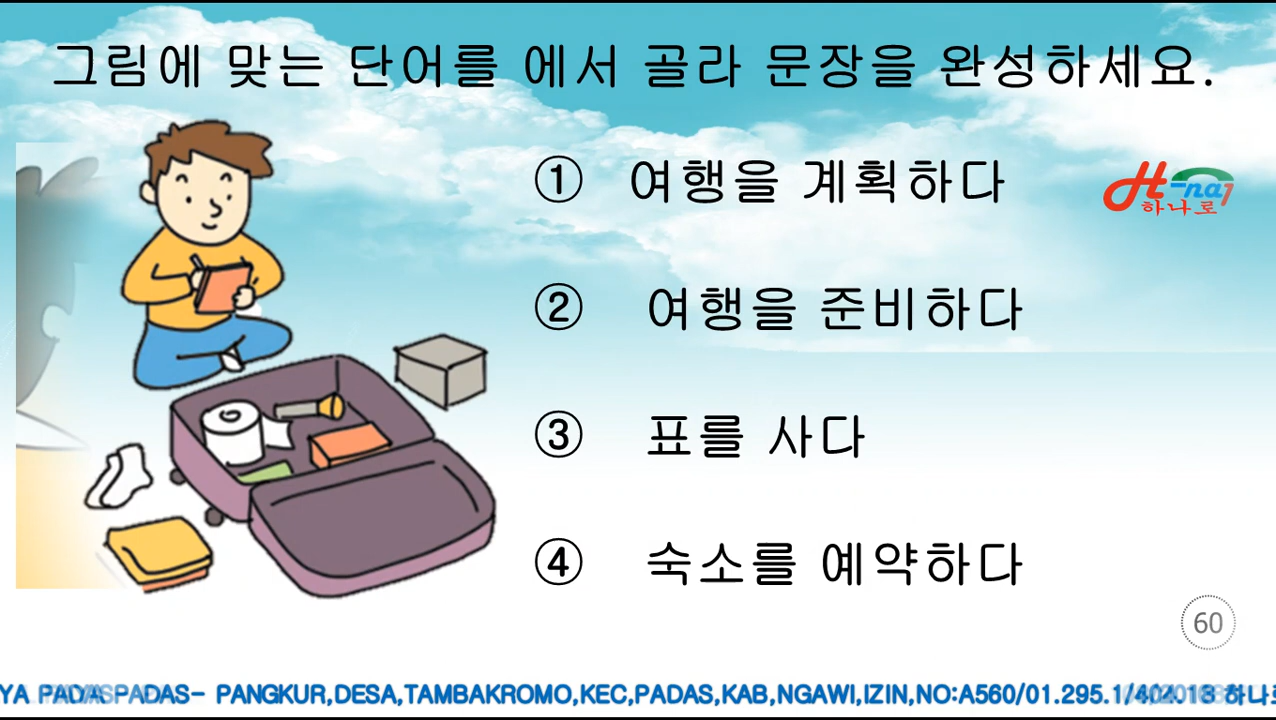 그림에 맞는 단어를 에서 골라 문장을 완성하세요.
① 여행을 계획하다
H-na
하나로
② 여행을 준비하다
③ 표를 사다
④ 숙소를 예약하다
60
YA PADAS- PANGKUR,DESA,TAMBAKROMO,KEC,PADAS,KAB,NGAWI,IZIN,NO:A560/01.295.1/